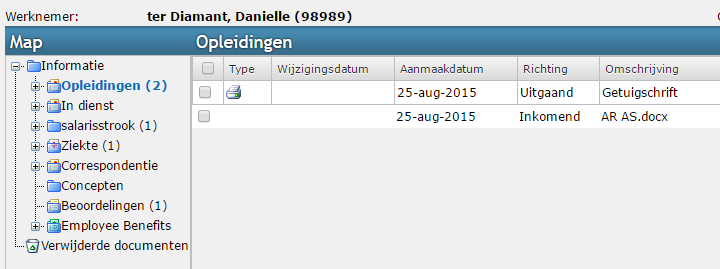 Werknemer: ter Diamant, Danielle (98989)
Map
Opleidingen
Informatie
Opleidingen (2)
In dienst
salarisstrook (1)
Ziekte (1)
Correspondentie
Concepten
Beoordelingen (1)
Employee Benefits
Verwijderde documenten
Type Wijzigingsdatum Aanmaakdatum Richting Omschrijving
25-aug-2015 Uitgaand Getuigschrift
25-aug-2015 Inkomend AR AS.docx